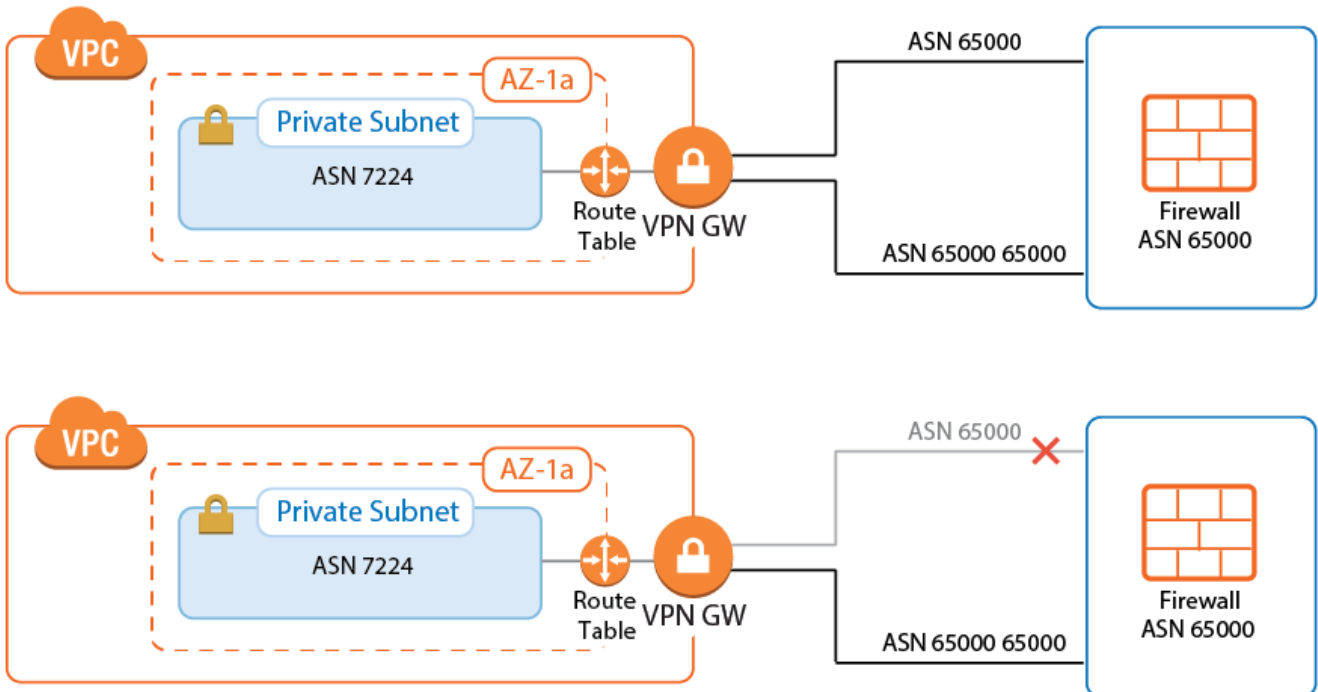 VPC
AZ-1a
Private Subnet
ASN 7224
Route
Table
VPN GW
ASN 65000
ASN 65000 65000
Firewall
ASN 65000
VPC
AZ-1a
Private Subnet
ASN 7224
Route
Table
VPN GW
ASN 65000
ASN 65000 65000
Firewall
ASN 65000